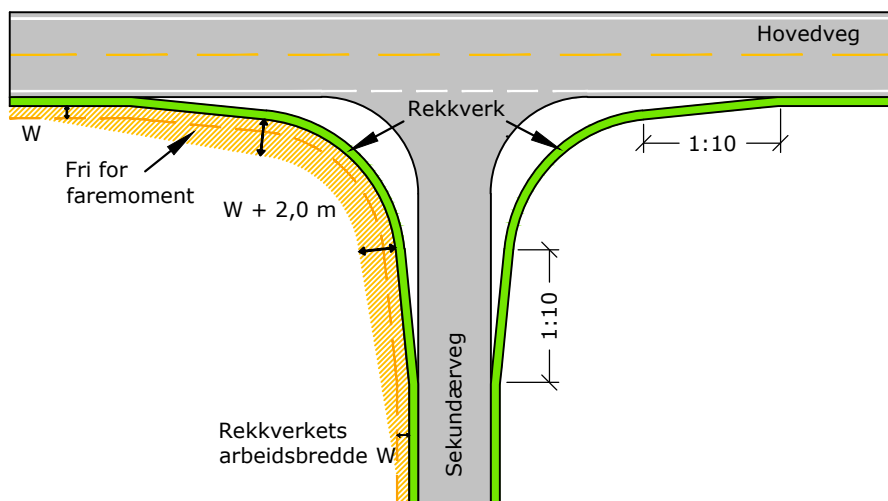 Hovedveg
Rekkverk
W
Fri for
faremoment
1:10
W + 2,0 m
1:10
Sekundærveg
Rekkverkets
arbeidsbredde W